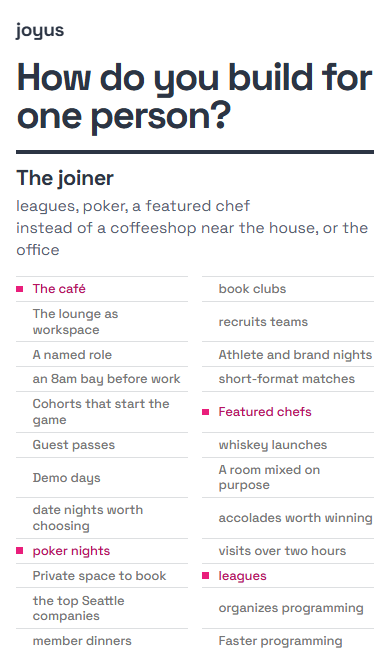 joyus
How do you build for
one person?
The joiner
leagues, poker, a featured chef
instead of a coffeeshop near the house, or the
office
The café
The lounge as
workspace
A named role
an 8am bay before work
Cohorts that start the
game
Guest passes
Demo days
date nights worth
choosing
poker nights
Private space to book
the top Seattle
companies
member dinners
book clubs
recruits teams
Athlete and brand nights
short-format matches
Featured chefs
whiskey launches
A room mixed on
purpose
accolades worth winning
visits over two hours
leagues
organizes programming
Faster programming